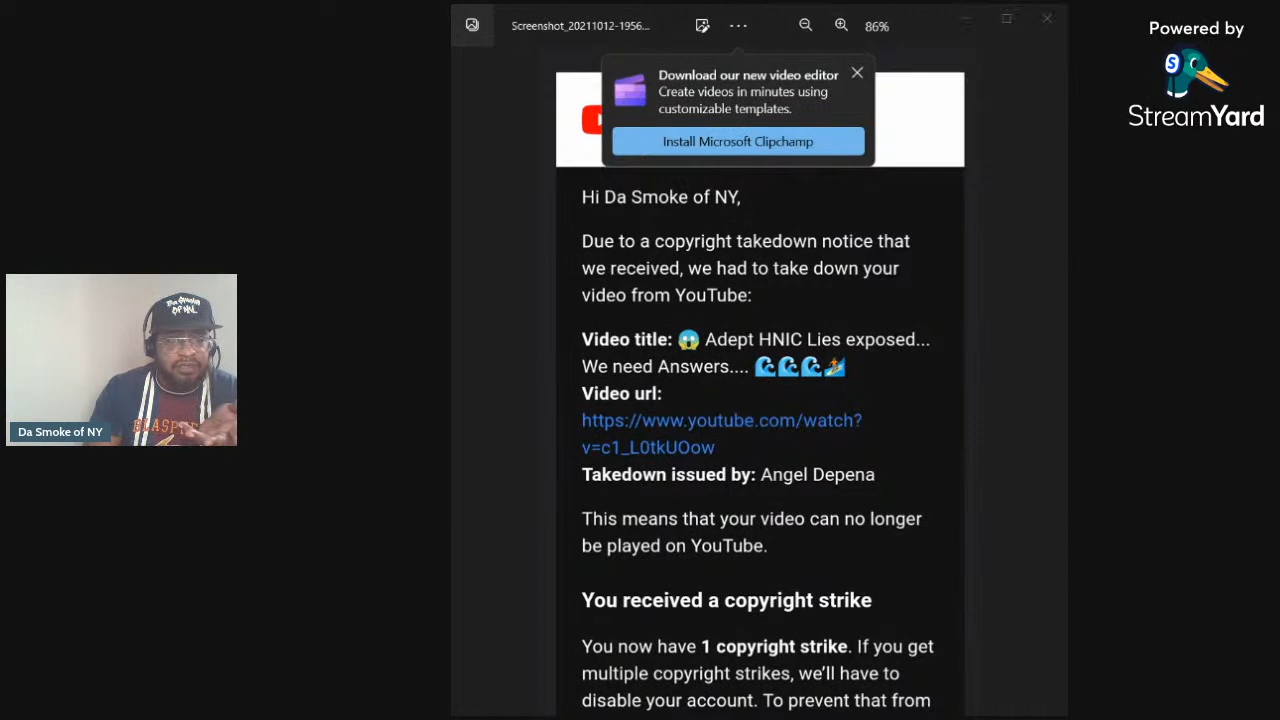 Screenshot_20211012-1956...
86%
Powered by
StreamYard
Download our new video editor
Create videos in minutes using
customizable templates.
Install Microsoft Clipchamp
Hi Da Smoke of NY,
Due to a copyright takedown notice that
we received, we had to take down your
video from YouTube:
Video title: 😱 Adept HNIC Lies exposed...
We need Answers.... 🌊🌊🌊🏄
Video url:
https://www.youtube.com/watch?
v=c1_L0tkUOow
Takedown issued by: Angel Depena
This means that your video can no longer
be played on YouTube.
You received a copyright strike
You now have 1 copyright strike. If you get
multiple copyright strikes, we'll have to
disable your account. To prevent that from
Da Smoke
OF NY
BLASP
Da Smoke of NY